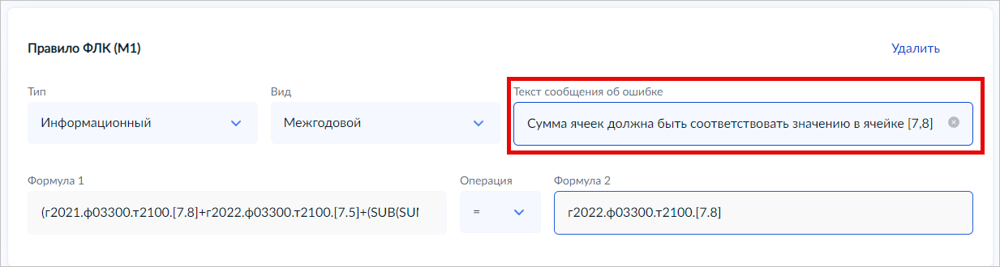 Правило ФЛК (М1)
Удалить
Тип
Вид
Текст сообщения об ошибке
Информационный
Межгодовой
Сумма ячеек должна быть соответствовать значению в ячейке [7,8]
Формула 1
Операция
Формула 2
(г2021.ф03300.т2100.[7.8]+г2022.ф03300.т2100.[7.5]+(SUB(SUM
=
г2022.ф03300.т2100.[7.8]